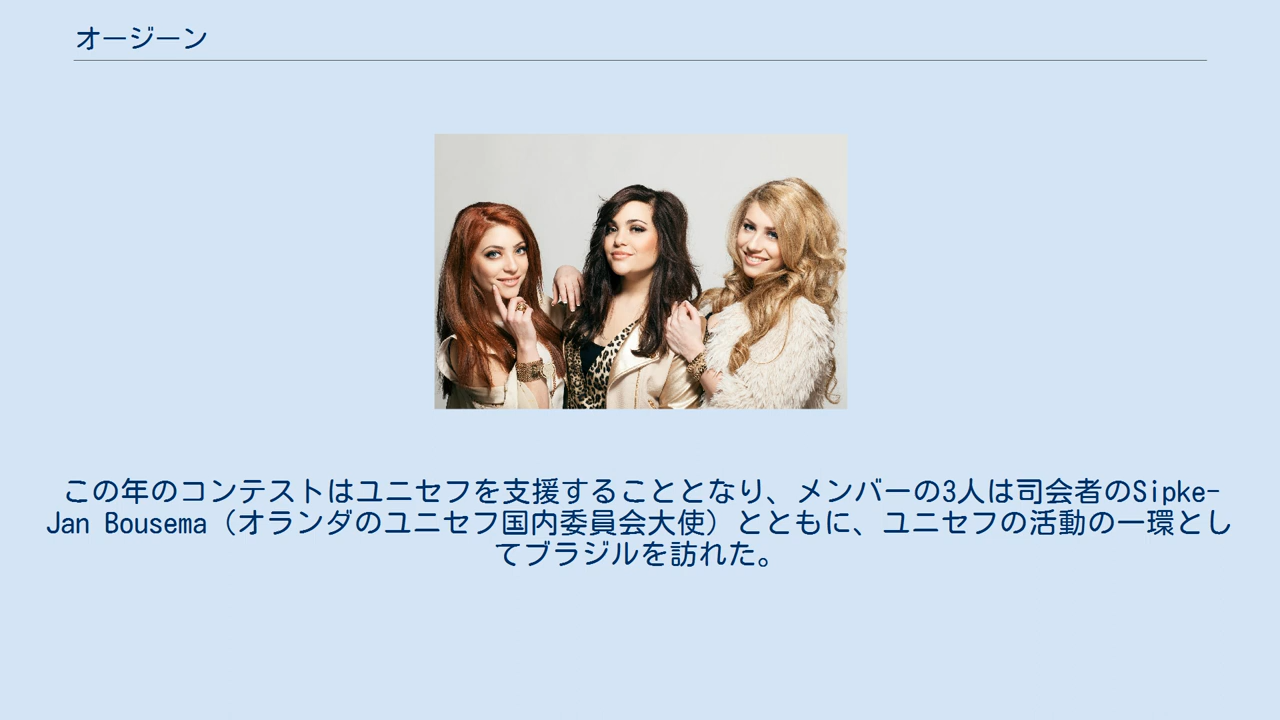 オージーン
この年のコンテストはユニセフを支援することとなり、メンバーの3人は司会者のSipke-
Jan Bousema（オランダのユニセフ国内委員会大使）とともに、ユニセフの活動の一環とし
てブラジルを訪れた。